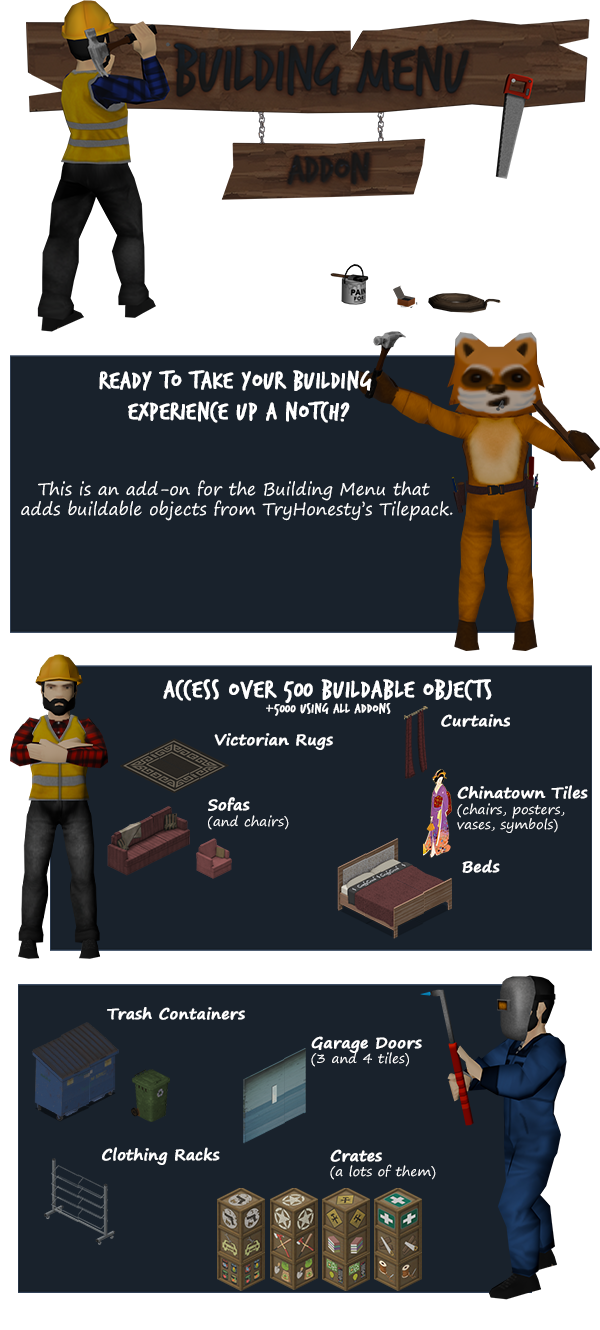 BUILDING MENU
ADDON
PAIN
FOR
READY TO TAKE YOUR BUILDING
EXPERIENCE UP A NOTCH?
This is an add-on for the Building Menu that
adds buildable objects from TryHonesty's Tilepack.
ACCESS OVER 500 BUILDABLE OBJECTS
+5000 USING ALL ADDONS
Victorian Rugs
Curtains
Sofas
(and chairs)
Chinatown Tiles
(chairs, posters,
vases, symbols)
Beds
Trash Containers
Garage Doors
(3 and 4 tiles)
Clothing Racks
Crates
(a lots of them)